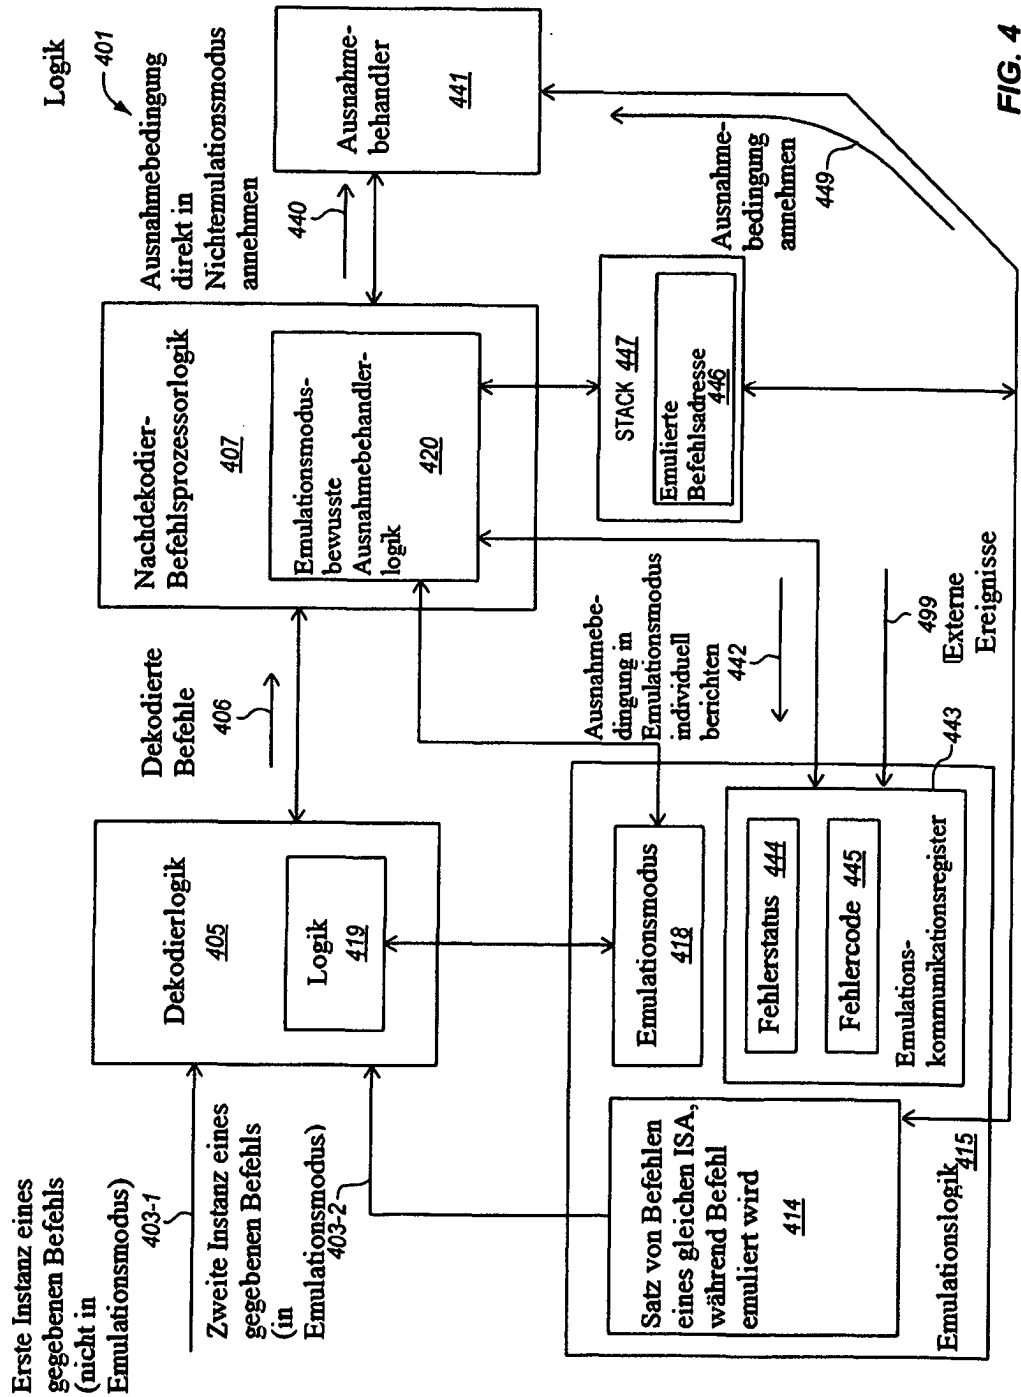 Logik
401
Erste Instanz eines
gegebenen Befehls
(nicht in
Emulationsmodus)
403-1
Zweite Instanz eines
gegebenen Befehls
(in
Emulationsmodus)
403-2
Dekodierlogik
405
Logik
419
Dekodierte
Befehle
406
Nachdekodier-
Befehlsprozessorlogik
407
Emulationsmodus-
bewusste
Ausnahmebehandler-
logik
420
Ausnahmebedingung
direkt in
Nichtemulationsmodus
annehmen
440
Ausnahme-
behandler
441
Satz von Befehlen
eines gleichen ISA,
während Befehl
emuliert wird
414
Emulationslogik
415
Emulationsmodus
418
Fehlerstatus 444
Fehlercode 445
Emulations-
kommunikationsregister
443
Ausnahmebe-
dingung in
Emulationsmodus
individuell
berichten
442
499
Externe
Ereignisse
STACK 447
Emulierte
Befehlsadresse
446
Ausnahme-
bedingung
annehmen
449
FIG. 4